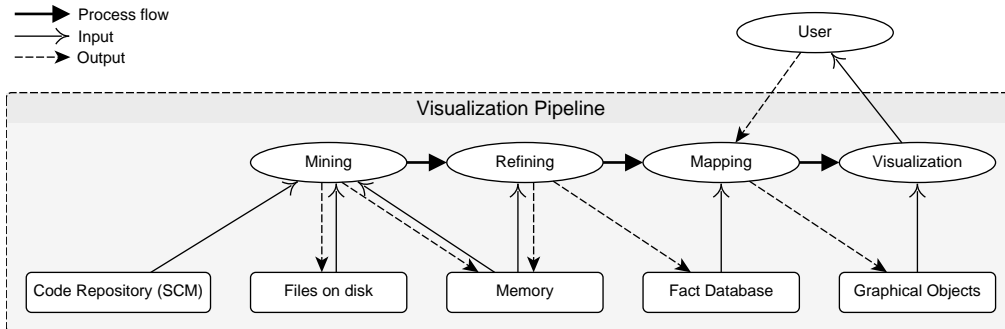 Process flow
Input
Output
User
Visualization Pipeline
Mining
Refining
Mapping
Visualization
Code Repository (SCM)
Files on disk
Memory
Fact Database
Graphical Objects